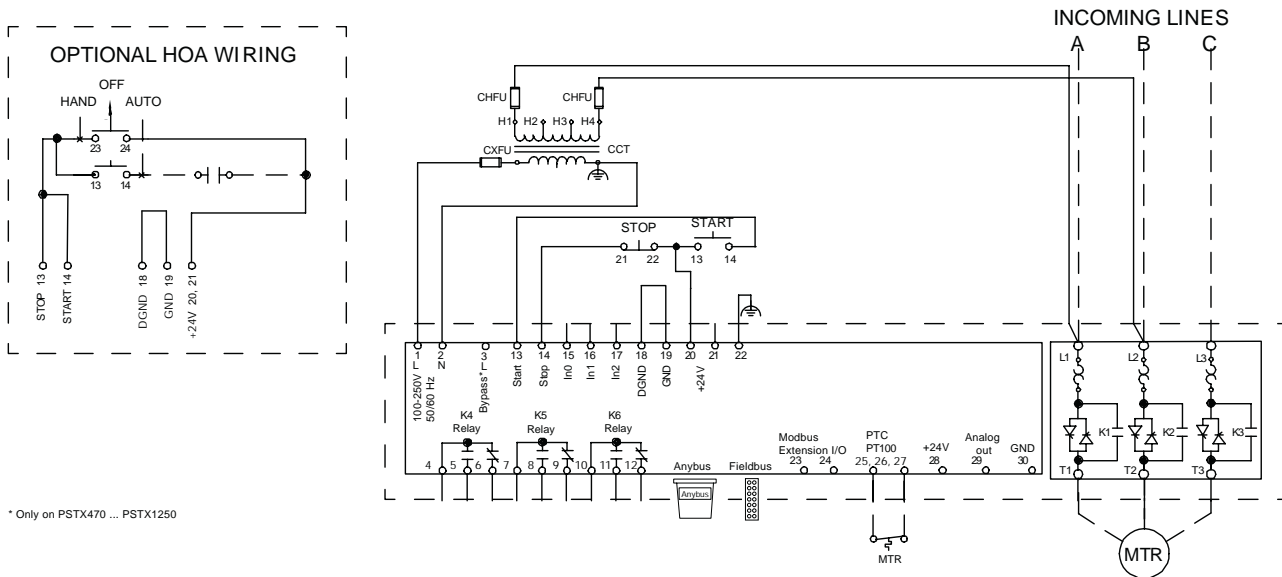 OPTIONAL HOA WIRING
OFF
HAND AUTO
23 24
13 14
STOP 13
START 14
DGND 18
GND 19
+24V 20, 21
* Only on PSTX470 ... PSTX1250
INCOMING LINES
A B C
CHFU CHFU
H1 H2 H3 H4
CXFU CCT
STOP START
21 22 13 14
1 2 3 13 14 15 16 17 18 19 20 21 22
L N
100-250V
50/60 Hz
Bypass* L
Start
Stop
In0
In1
In2
DGND
GND
+24V
K4 Relay
K5 Relay
K6 Relay
4 5 6 7 8 9 10 11 12
Anybus
Anybus
Fieldbus
Modbus
Extension I/O
23 24
PTC
PT100
25, 26, 27
+24V
28
Analog
out
29
GND
30
MTR
L1 L2 L3
K1 K2 K3
T1 T2 T3
MTR